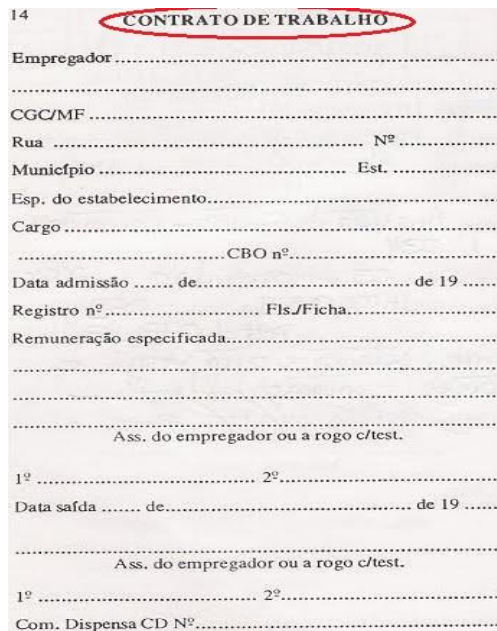 14
CONTRATO DE TRABALHO
Empregador
CGC/MF
Rua Nº
Município Est.
Esp. do estabelecimento
Cargo
CBO nº
Data admissão de de 19
Registro nº Fls./Ficha
Remuneração especificada
Ass. do empregador ou a rogo c/test.
1º 2º
Data saída de de 19
Ass. do empregador ou a rogo c/test.
1º 2º
Com. Dispensa CD Nº